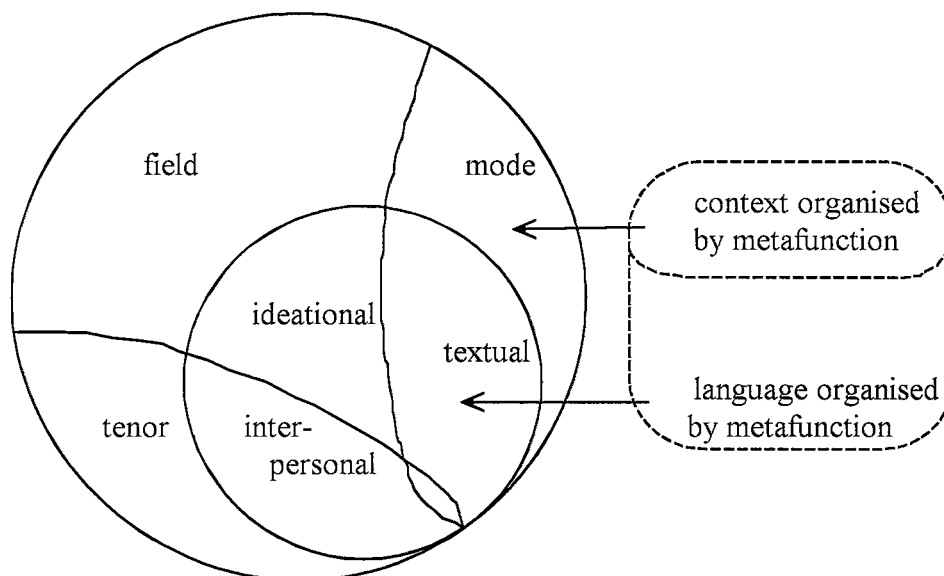 field
mode
context organised
by metafunction
ideational
textual
language organised
by metafunction
tenor
inter-
personal